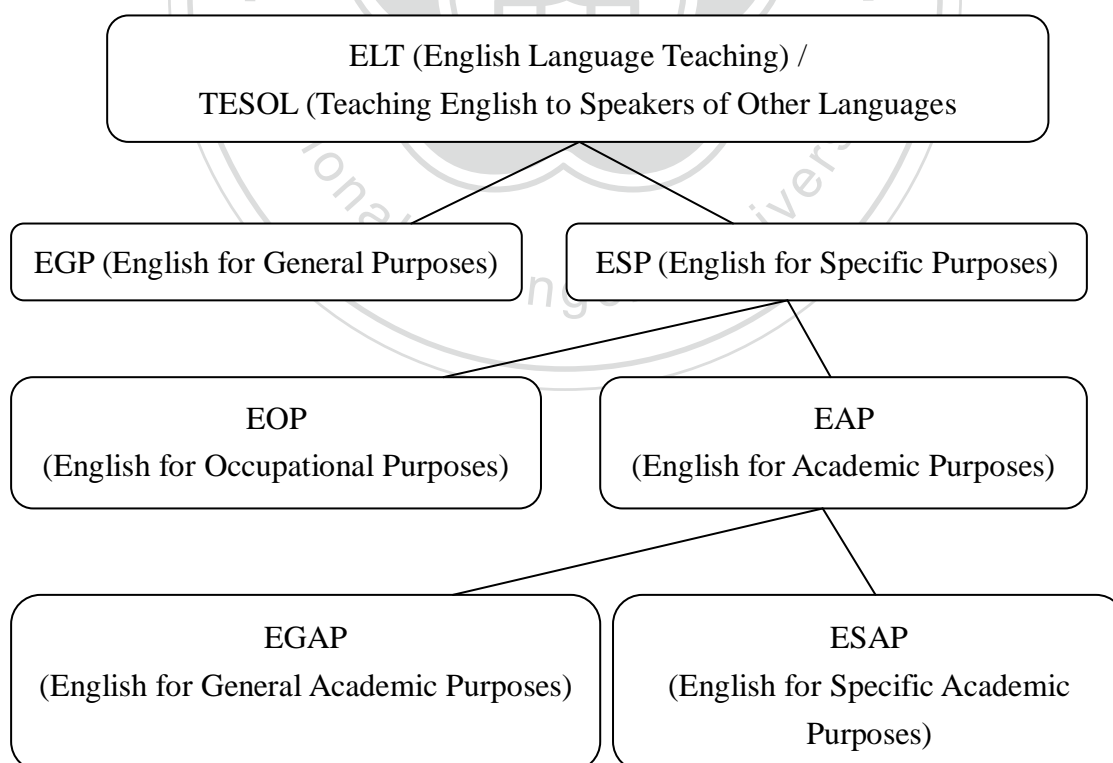 ELT (English Language Teaching) /
TESOL (Teaching English to Speakers of Other Languages
EGP (English for General Purposes)
ESP (English for Specific Purposes)
EOP
(English for Occupational Purposes)
EAP
(English for Academic Purposes)
EGAP
(English for General Academic Purposes)
ESAP
(English for Specific Academic
Purposes)